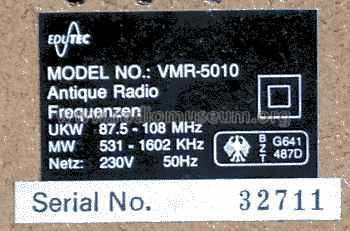 EDUTEC
MODEL NO.: VMR-5010
Antique Radio
Frequenzen
UKW 87.5 - 108 MHz
MW 531 - 1602 KHz
Netz: 230V 50Hz
BZT G641 487D
Serial No. 32711